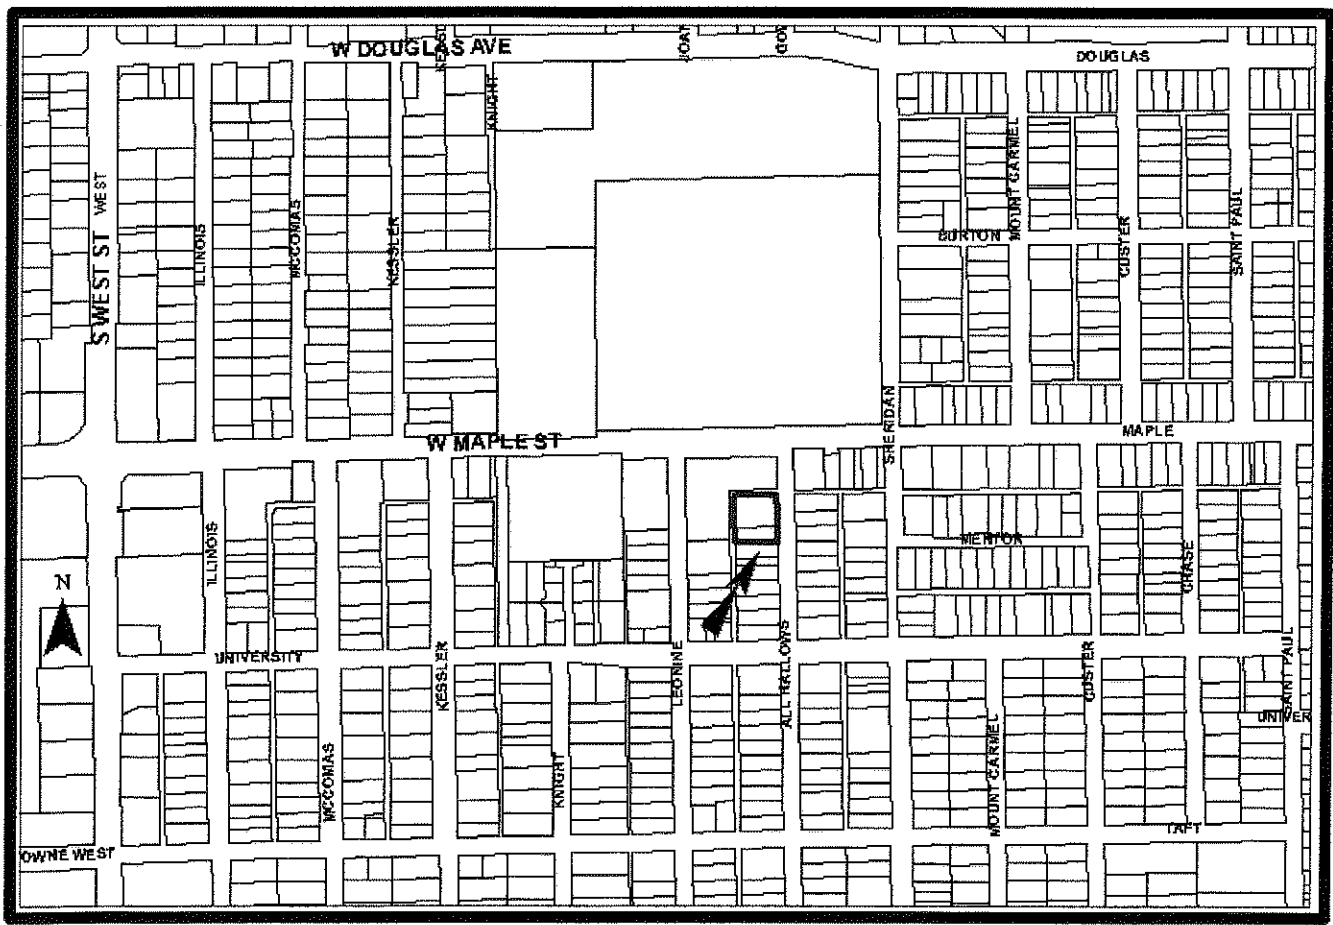 W DOUGLAS AVE
DOUGLAS
KNIGHT
WEST
S WEST ST
ILLINOIS
MCCOMAS
KESSLER
MOUNT CARMEL
BURTON
CUSTER
SAINT PAUL
SHERIDAN
W MAPLE ST
MAPLE
ILLINOIS
MENTOR
CHASE
N
UNIVERSITY
KESSLER
LEONINE
ALL HALLOWS
CUSTER
SAINT PAUL
UNIVER
MCCOMAS
KNIGHT
MOUNT CARMEL
TAFT
OWNE WEST